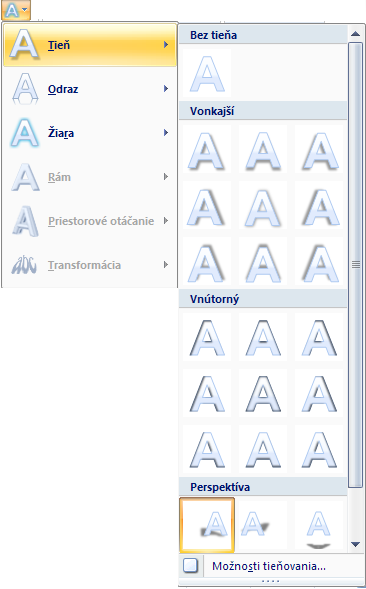 Tieň
Odraz
Žiara
Rám
Priestorové otáčanie
Transformácia
Bez tieňa
Vonkajší
Vnútorný
Perspektíva
Možnosti tieňovania...